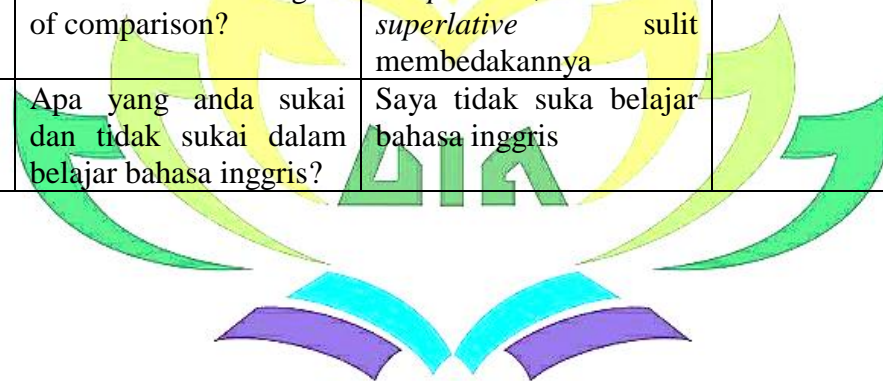 of comparison?
superlative sulit
membedakannya
Apa yang anda sukai
dan tidak sukai dalam
belajar bahasa inggris?
Saya tidak suka belajar
bahasa inggris